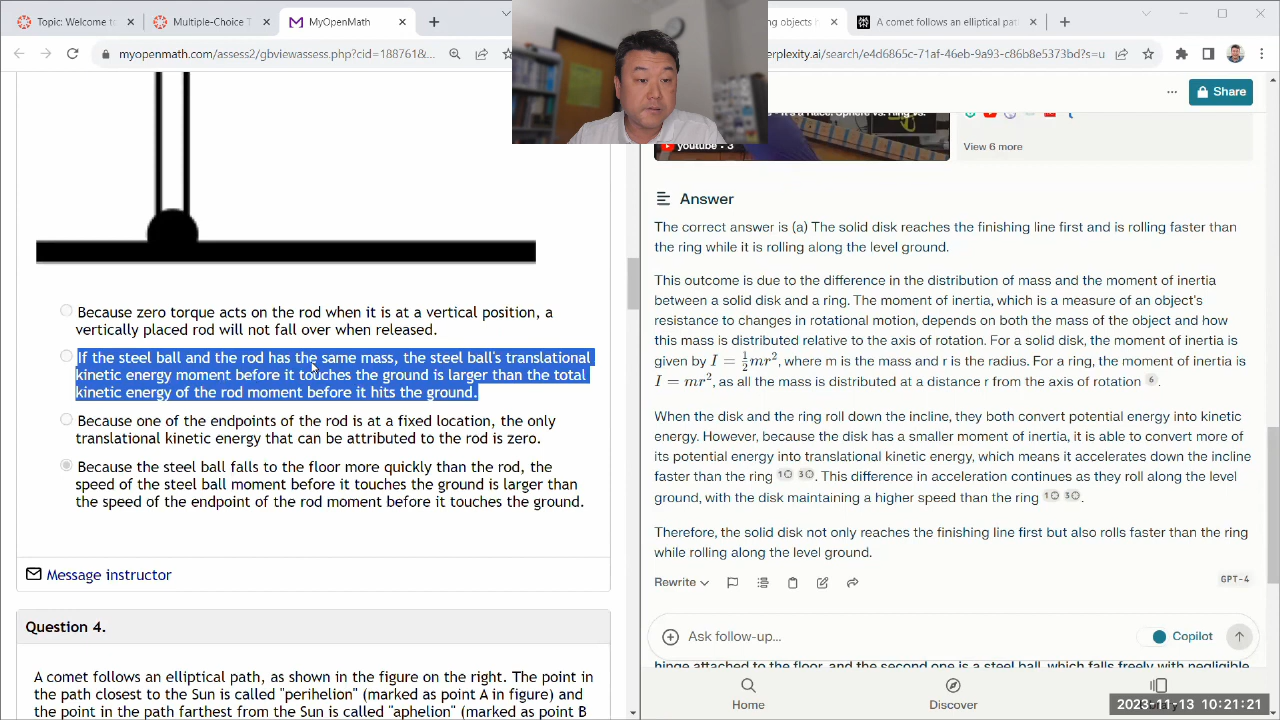 Topic: Welcome to
Multiple-Choice T
MyOpenMath
ng objects h
A comet follows an elliptical pat
myopenmath.com/assess2/gbviewassess.php?cid=188761&...
erplexity.ai/search/e4d6865c-71af-46eb-9a93-c86b8e5373bd?s=u
Share
youtube · 3
View 6 more
Because zero torque acts on the rod when it is at a vertical position, a
vertically placed rod will not fall over when released.
If the steel ball and the rod has the same mass, the steel ball's translational
kinetic energy moment before it touches the ground is larger than the total
kinetic energy of the rod moment before it hits the ground.
Because one of the endpoints of the rod is at a fixed location, the only
translational kinetic energy that can be attributed to the rod is zero.
Because the steel ball falls to the floor more quickly than the rod, the
speed of the steel ball moment before it touches the ground is larger than
the speed of the endpoint of the rod moment before it touches the ground.
Message instructor
Question 4.
A comet follows an elliptical path, as shown in the figure on the right. The point in
the path closest to the Sun is called "perihelion" (marked as point A in figure) and
the point in the path farthest from the Sun is called "aphelion" (marked as point B
Answer
The correct answer is (a) The solid disk reaches the finishing line first and is rolling faster than
the ring while it is rolling along the level ground.
This outcome is due to the difference in the distribution of mass and the moment of inertia
between a solid disk and a ring. The moment of inertia, which is a measure of an object's
resistance to changes in rotational motion, depends on both the mass of the object and how
this mass is distributed relative to the axis of rotation. For a solid disk, the moment of inertia is
given by I = ½mr², where m is the mass and r is the radius. For a ring, the moment of inertia is
I = mr², as all the mass is distributed at a distance r from the axis of rotation 6
When the disk and the ring roll down the incline, they both convert potential energy into kinetic
energy. However, because the disk has a smaller moment of inertia, it is able to convert more of
its potential energy into translational kinetic energy, which means it accelerates down the incline
faster than the ring 1 3. This difference in acceleration continues as they roll along the level
ground, with the disk maintaining a higher speed than the ring 1 3.
Therefore, the solid disk not only reaches the finishing line first but also rolls faster than the ring
while rolling along the level ground.
Rewrite
GPT-4
Ask follow-up...
Copilot
hinge attached to the floor, and the second one is a steel ball, which falls freely with negligible
Home
Discover
2023-11-13 10:21:21